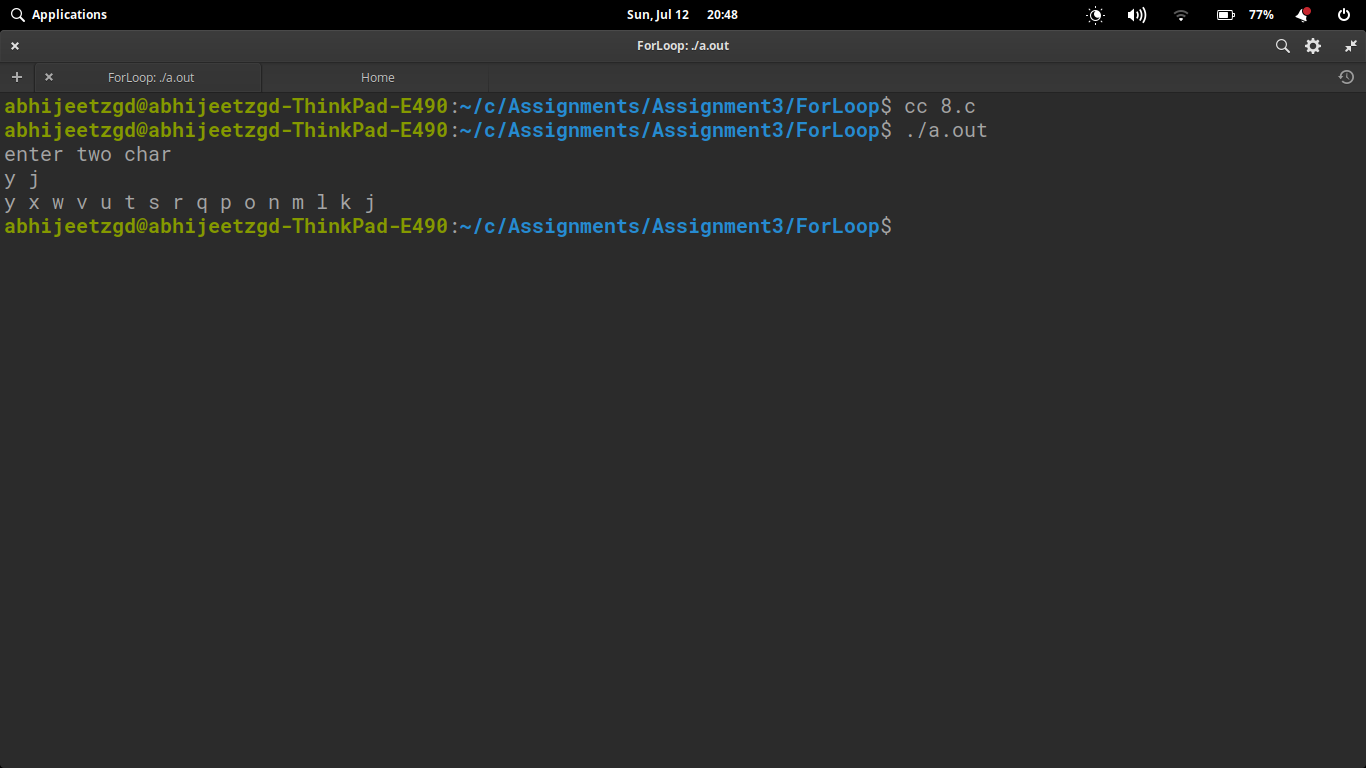 Applications Sun, Jul 12 20:48 77%
ForLoop: ./a.out
ForLoop: ./a.out Home
abhijeetzgd@abhijeetzgd-ThinkPad-E490:~/c/Assignments/Assignment3/ForLoop$ cc 8.c
abhijeetzgd@abhijeetzgd-ThinkPad-E490:~/c/Assignments/Assignment3/ForLoop$ ./a.out
enter two char
y j
y x w v u t s r q p o n m l k j
abhijeetzgd@abhijeetzgd-ThinkPad-E490:~/c/Assignments/Assignment3/ForLoop$